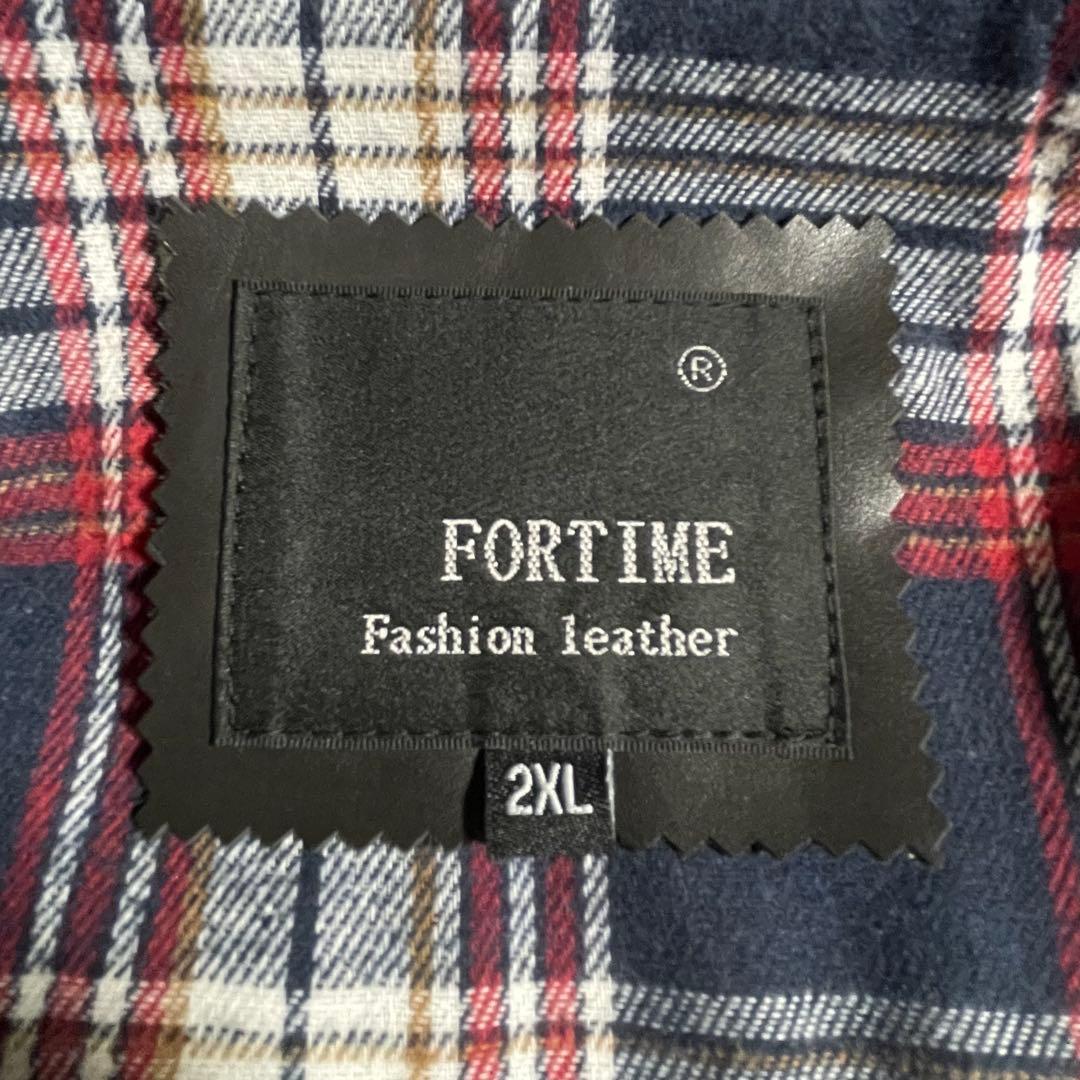 ®
FORTIME
Fashion leather
2XL